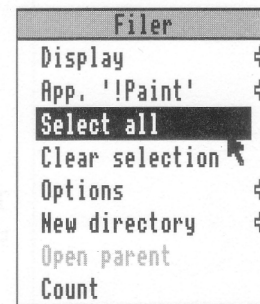 Filer
Display
App. '!Paint'
Select all
Clear selection
Options
New directory
Open parent
Count